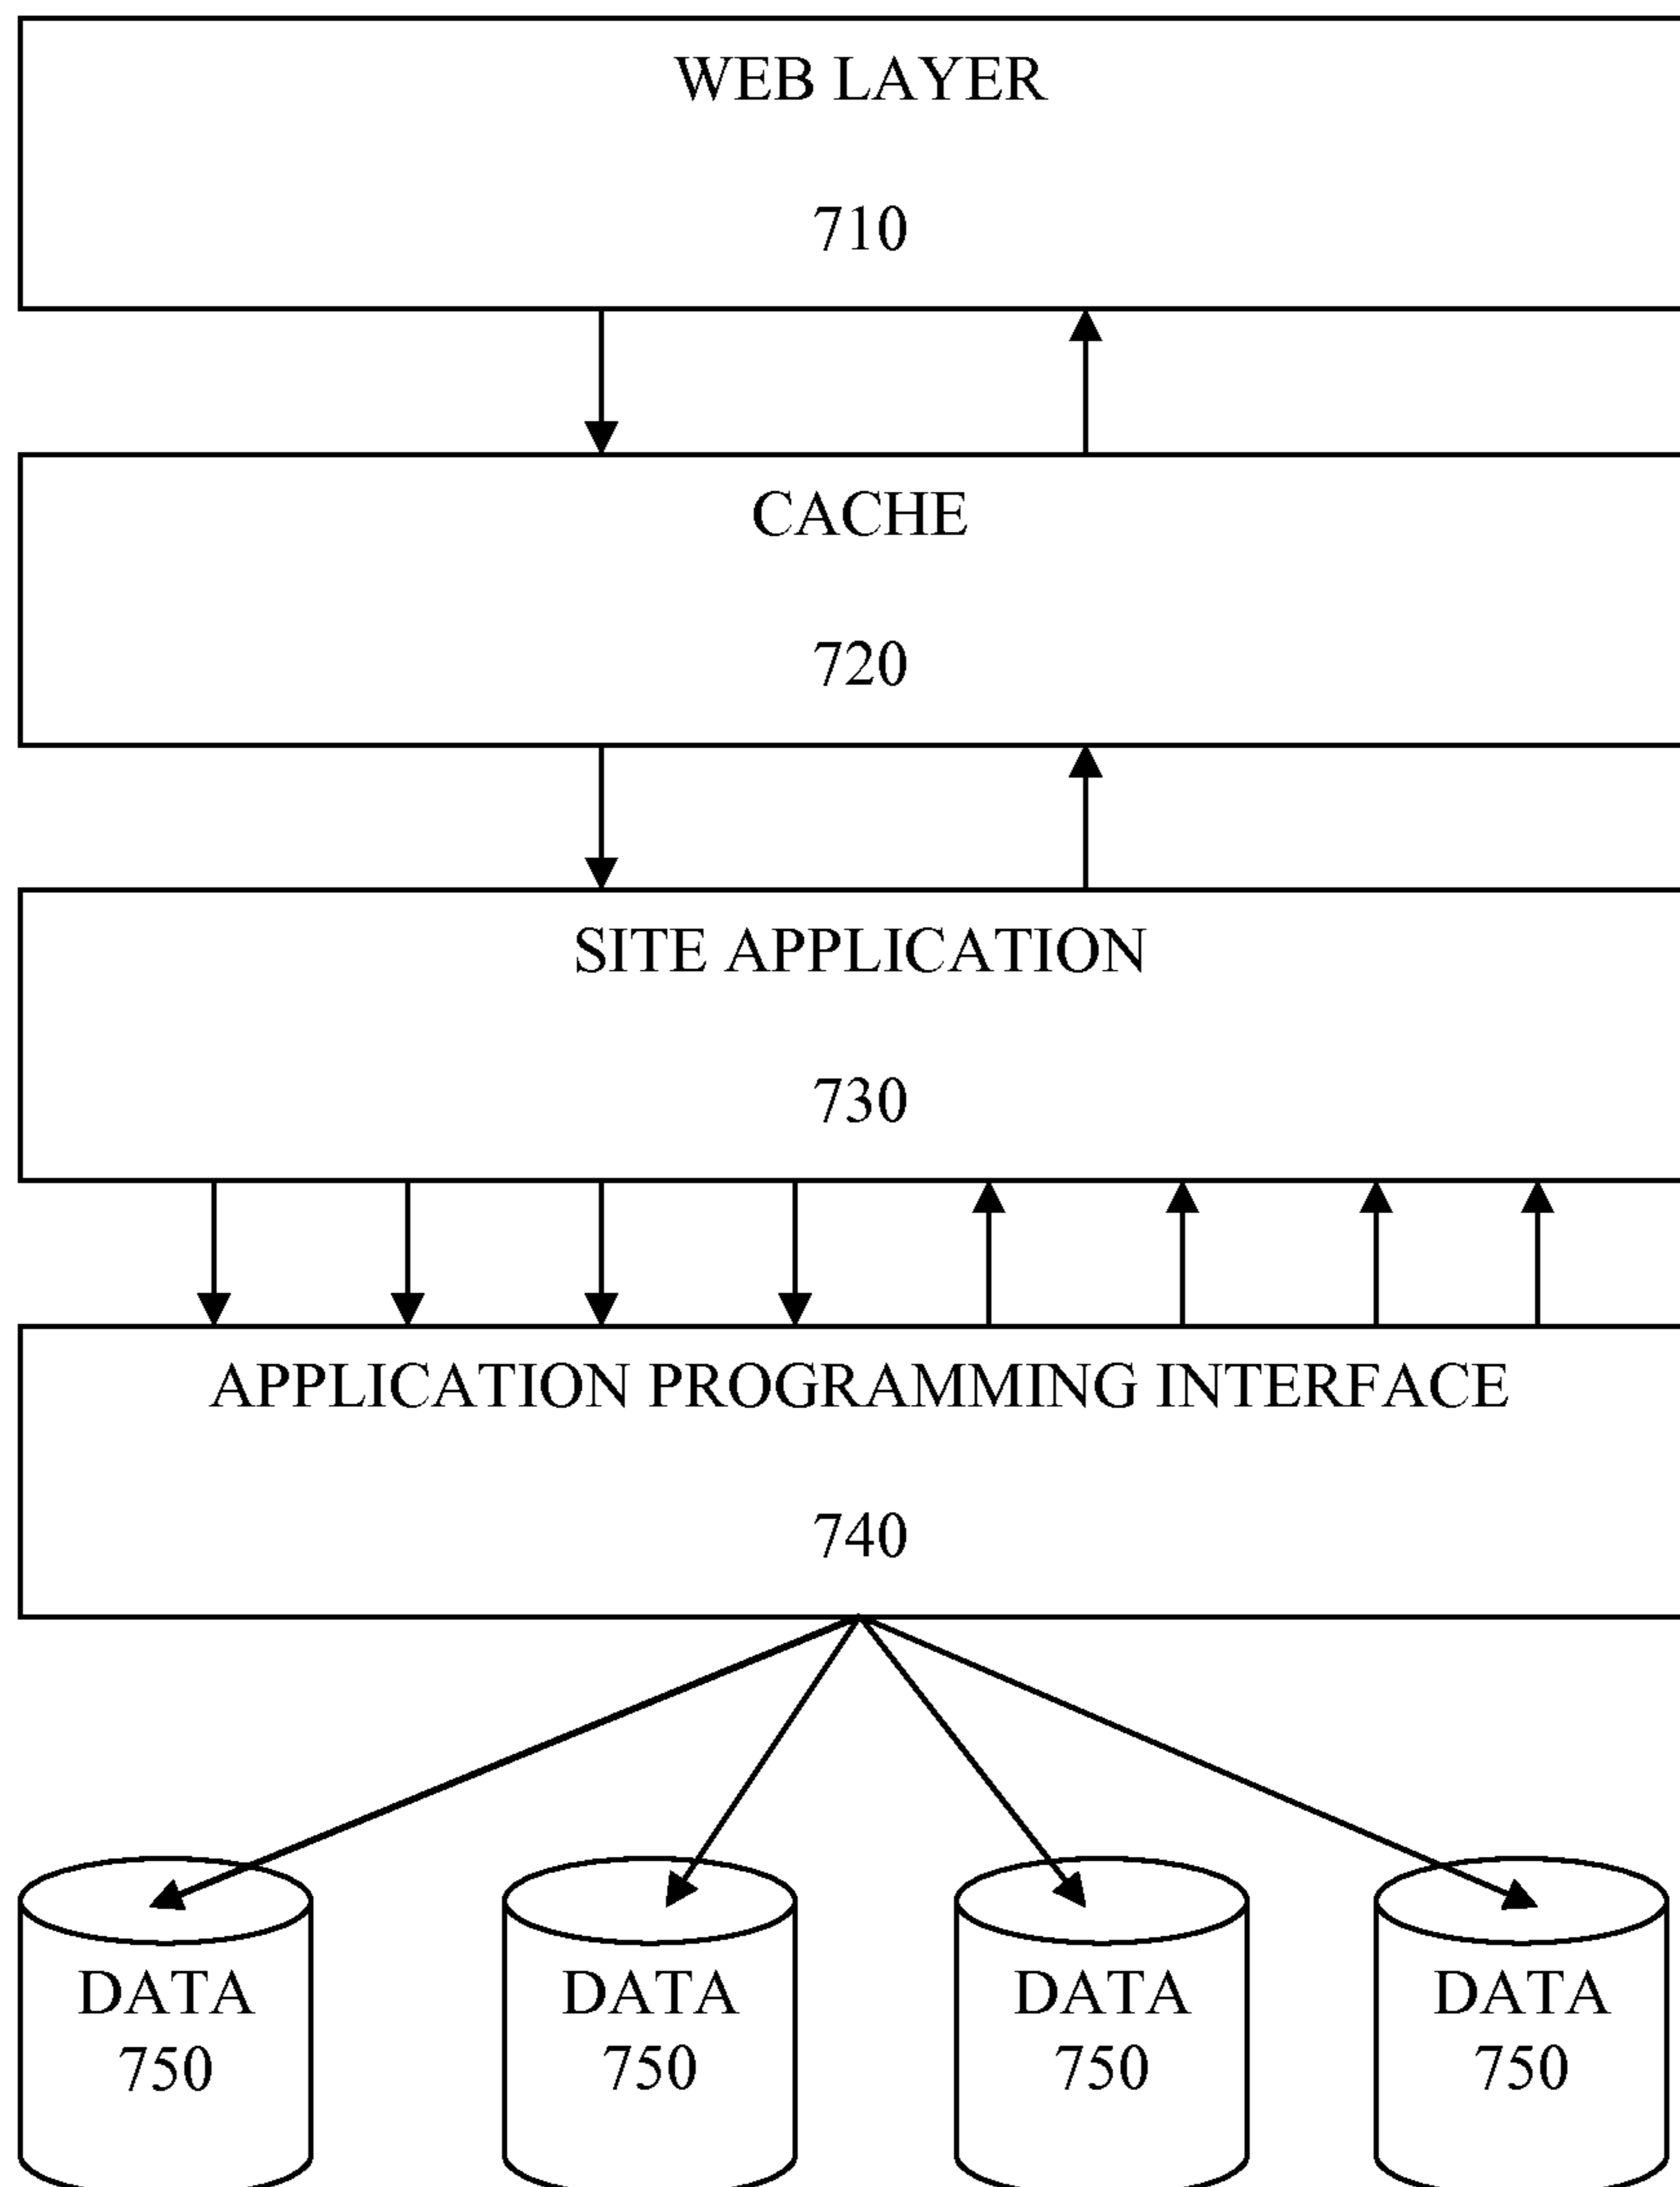 WEB LAYER
710
CACHE
720
SITE APPLICATION
730
APPLICATION PROGRAMMING INTERFACE
740
DATA DATA DATA DATA
750 750 750 750